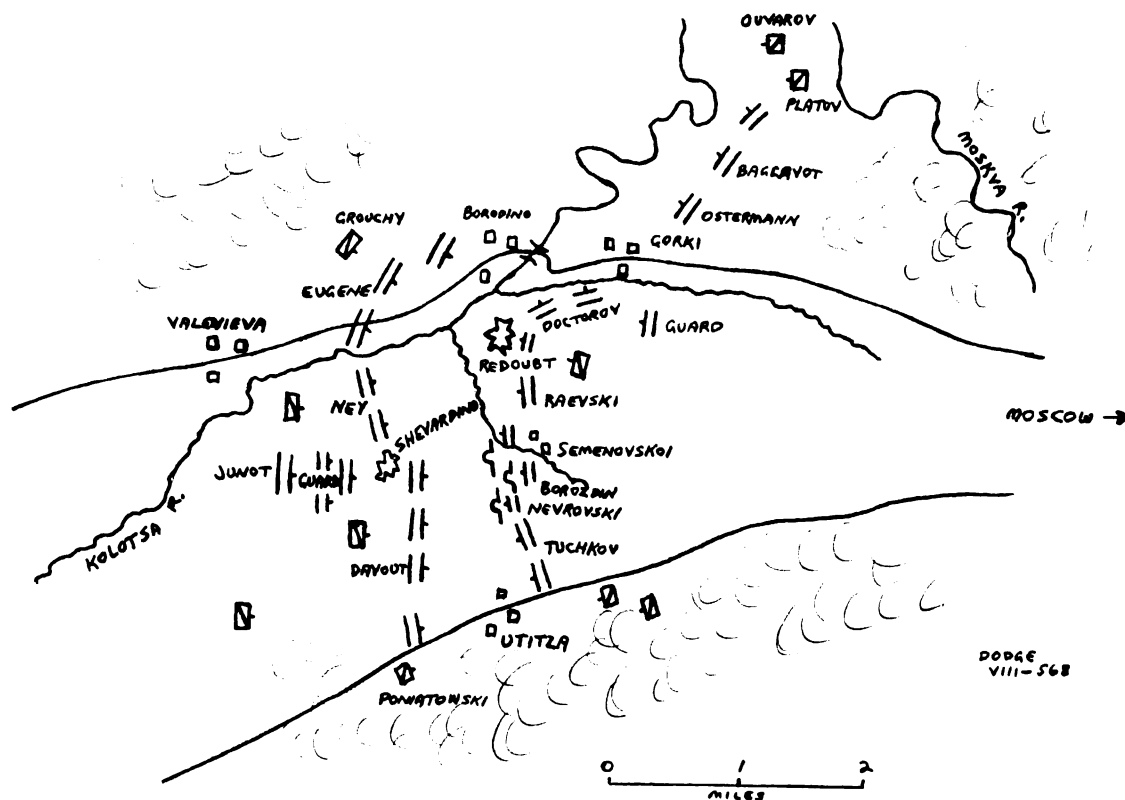 OUVAROV
PLATOV
MOSKVA R.
BAGGAVOT
OSTERMANN
GROUCHY
BORODINO
GORKI
EUGENE
VALOVIEVA
DOCTOROV
GUARD
REDOUBT
NEY
RAEVSKI
SHEVARDINO
MOSCOW →
SEMENOVSKOI
JUNOT
GUARD
BOROZDIN
NEVROVSKI
KOLOTSA R.
TUCHKOV
DAVOUT
UTITZA
DODGE
VIII-568
PONIATOWSKI
0 1 2
MILES